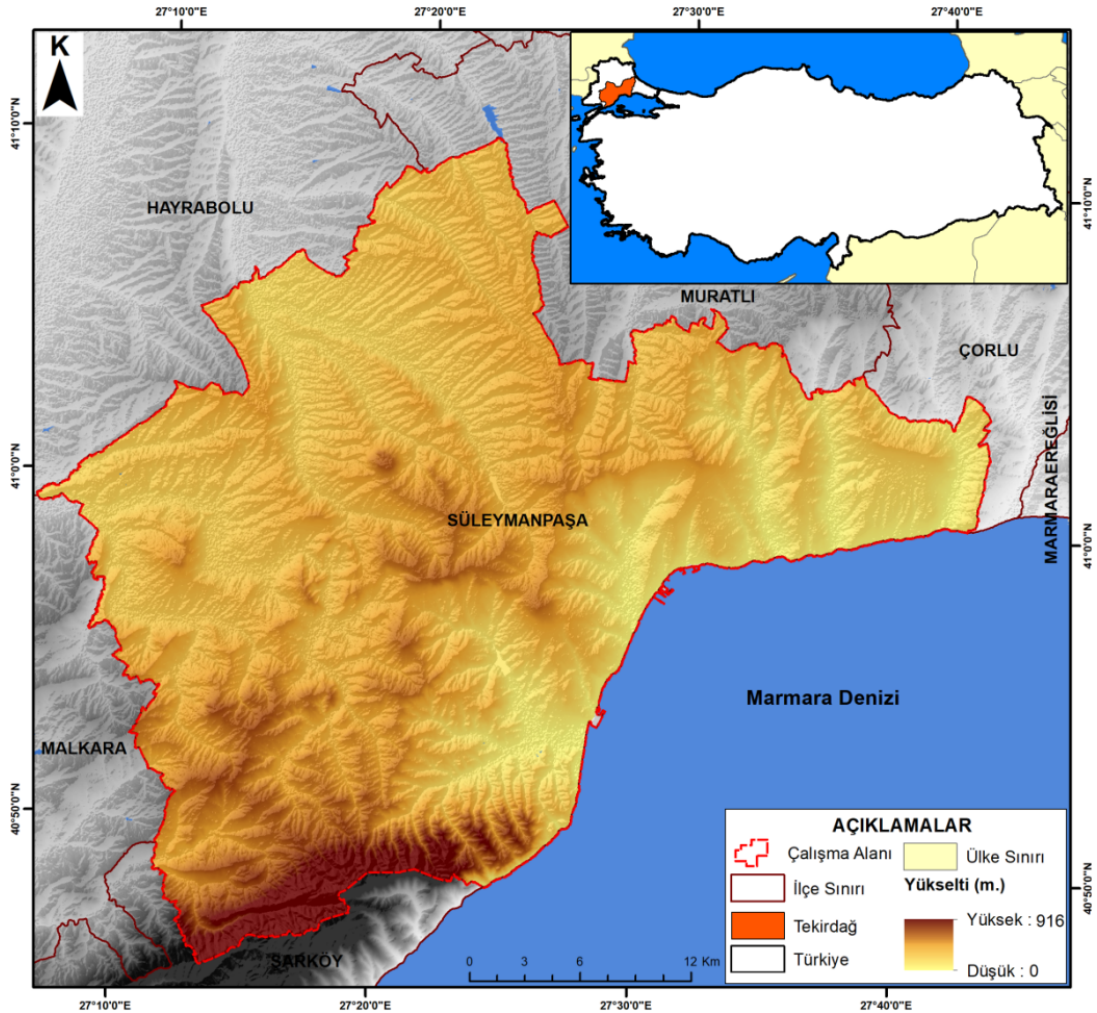 27°10'0"E
27°20'0"E
27°30'0"E
27°40'0"E
K
41°10'0"N
41°10'0"N
HAYRABOLU
MURATLI
ÇORLU
MARMARAEREĞLİSİ
41°0'0"N
SÜLEYMANPAŞA
41°0'0"N
Marmara Denizi
MALKARA
40°50'0"N
40°50'0"N
AÇIKLAMALAR
Çalışma Alanı
Ülke Sınırı
İlçe Sınırı
Yükselti (m.)
Tekirdağ
Yüksek : 916
Türkiye
Düşük : 0
ŞARKÖY
0 3 6 12 Km
27°10'0"E
27°20'0"E
27°30'0"E
27°40'0"E